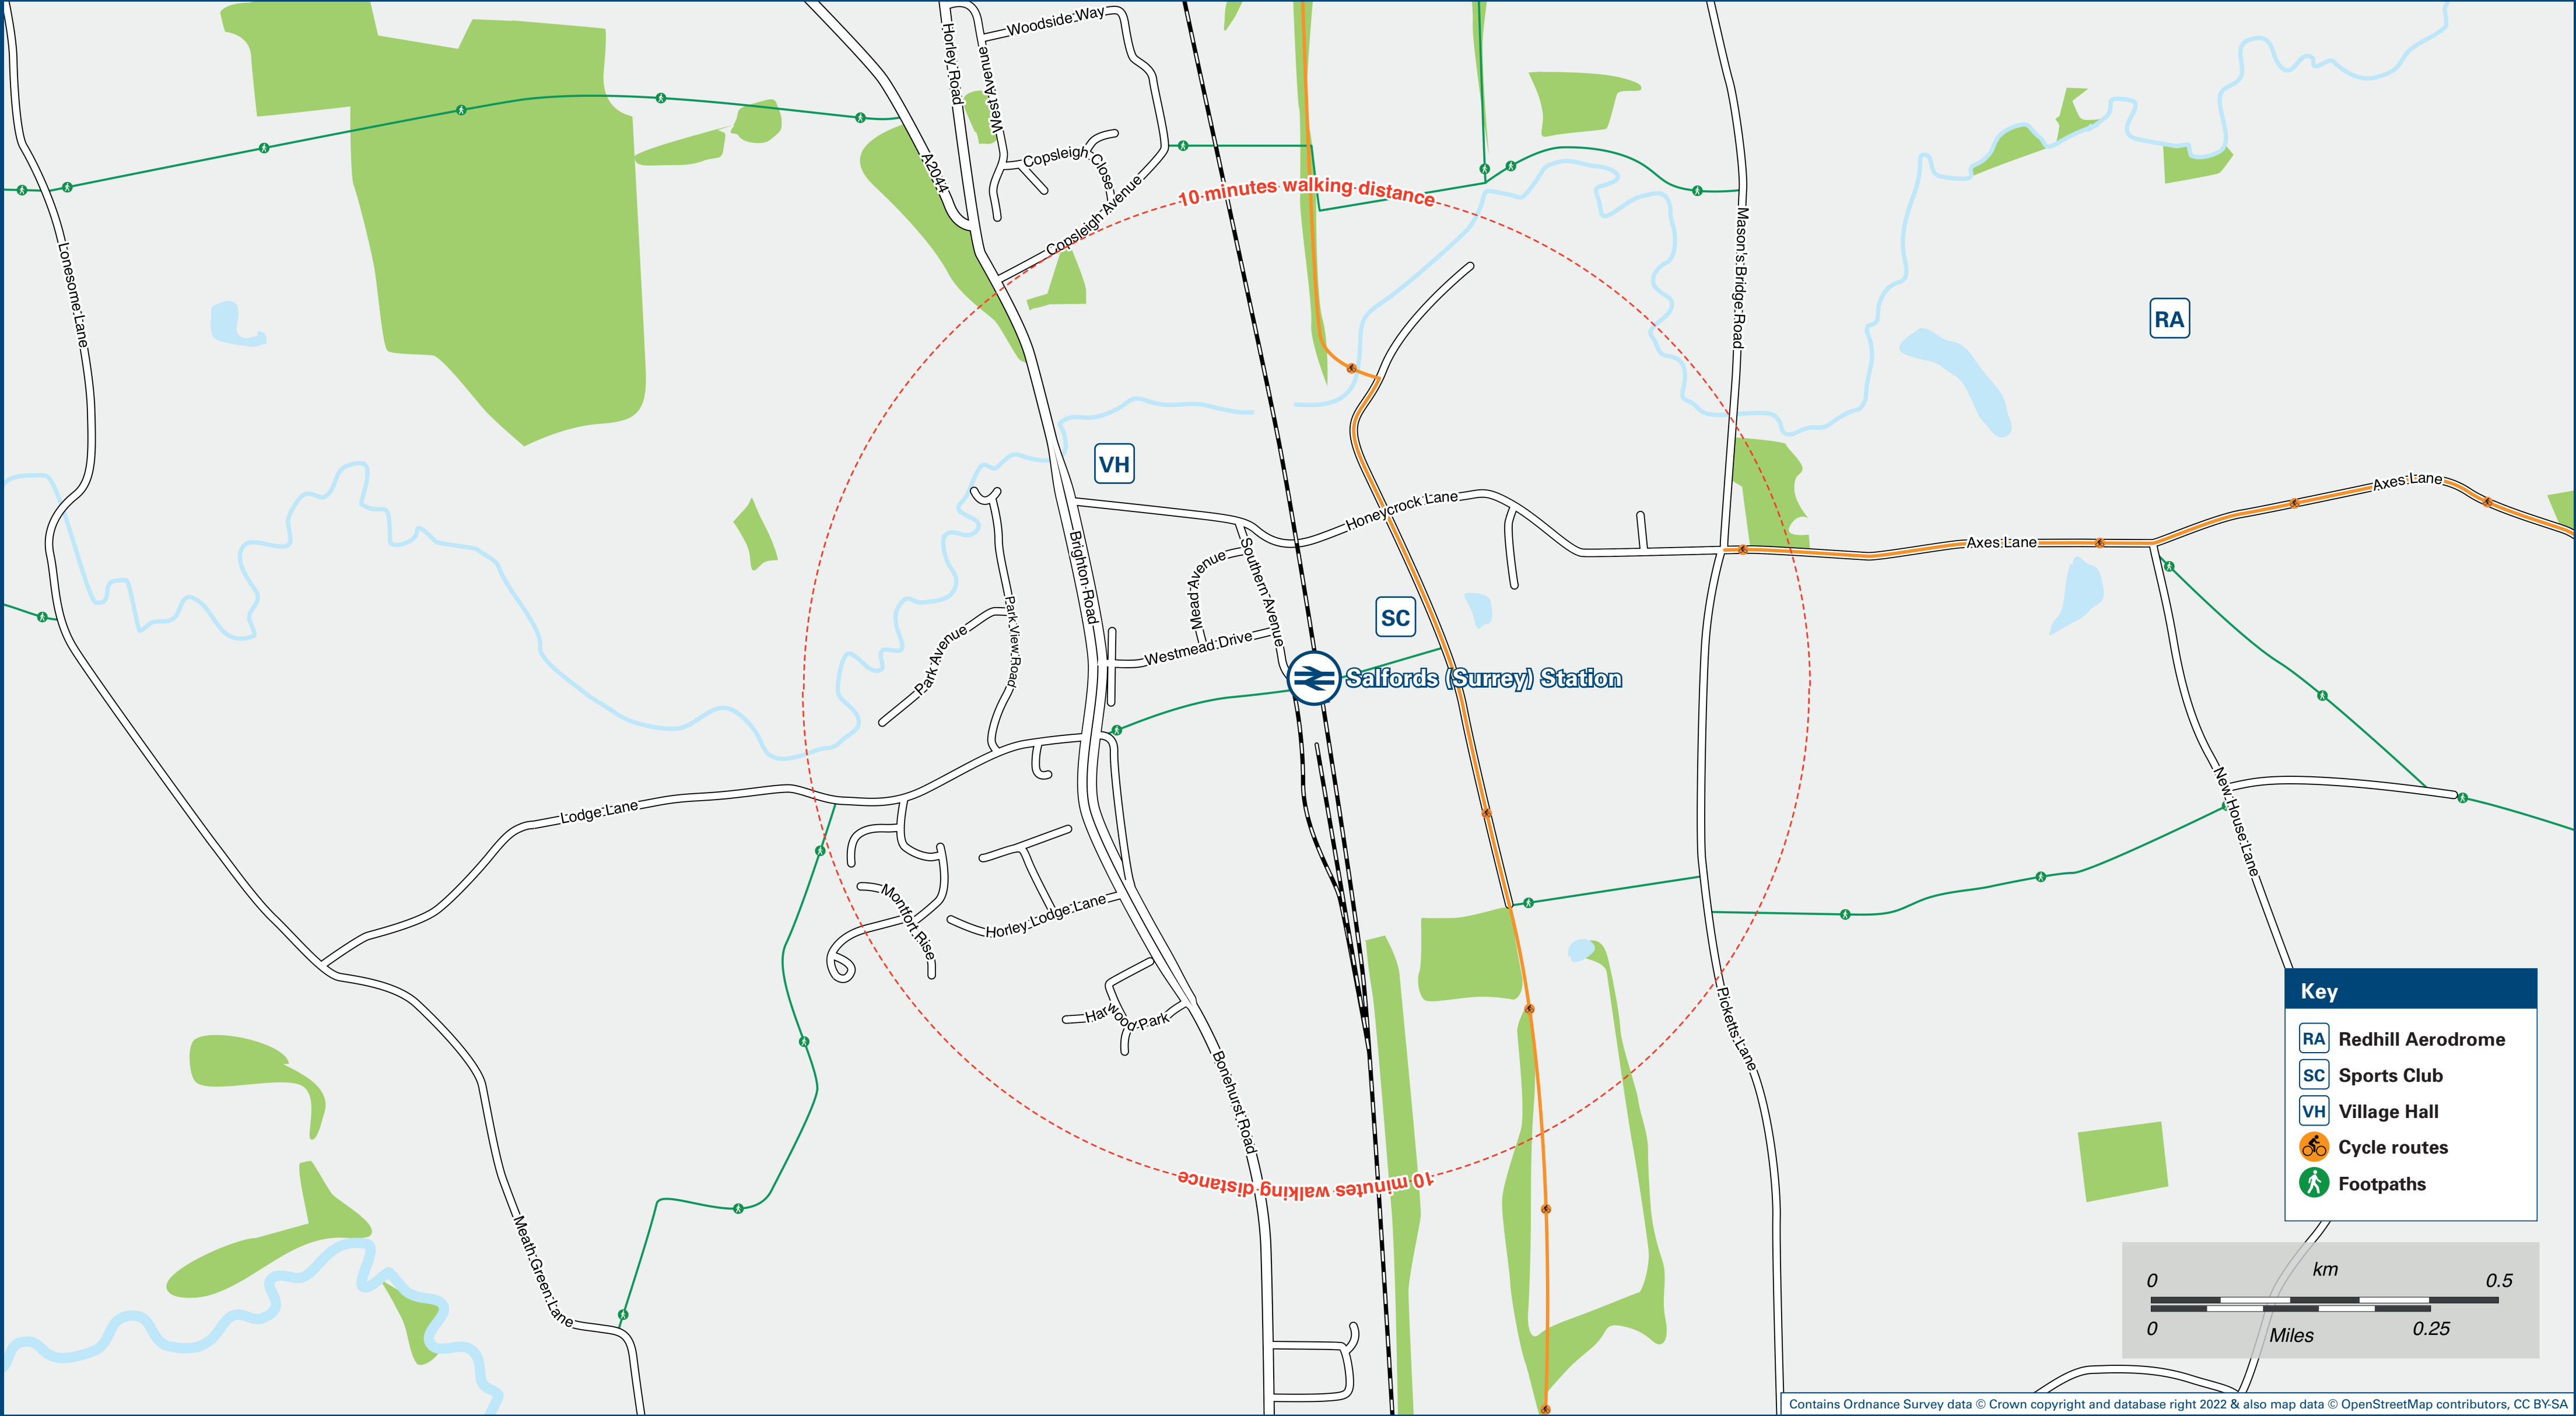 Woodside Way
Horley Road
West Avenue
A2044
Copsleigh Close
Copsleigh Avenue
10 minutes walking distance
Lonesome Lane
Mason's Bridge Road
RA
VH
SC
Honeycrock Lane
Axes Lane
Axes Lane
Brighton Road
Mead Avenue
Southern Avenue
Westmead Drive
Park Avenue
Park View Road
Salfords (Surrey) Station
Lodge Lane
New House Lane
Montfort Rise
Horley Lodge Lane
Harwood Park
Picketts Lane
Bonehurst Road
10 minutes walking distance
Meath Green Lane
Key
RA Redhill Aerodrome
SC Sports Club
VH Village Hall
Cycle routes
Footpaths
km
0 0.5
0 0.25
Miles
Contains Ordnance Survey data © Crown copyright and database right 2022 & also map data © OpenStreetMap contributors, CC BY-SA